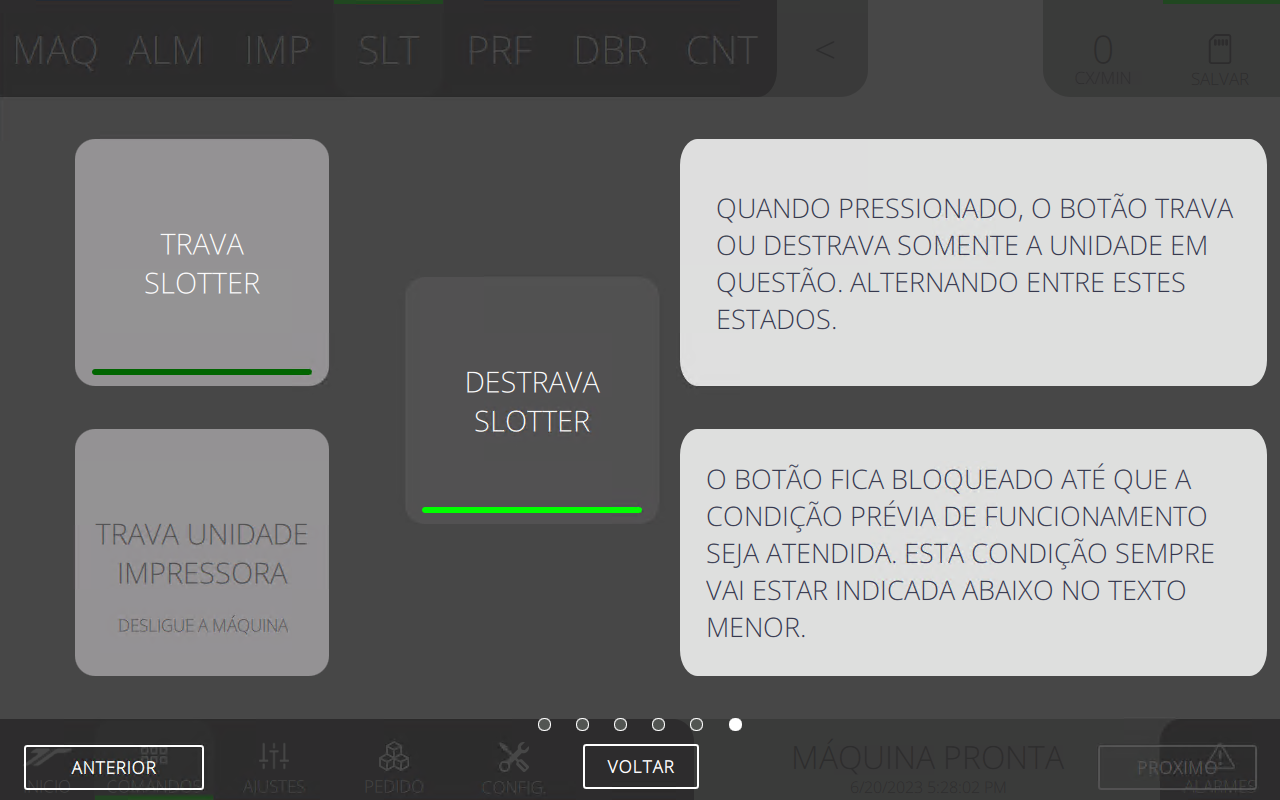 MAQ ALM IMP SLT PRF DBR CNT <
0
CX/MIN
SALVAR
TRAVA
SLOTTER
DESTRAVA
SLOTTER
QUANDO PRESSIONADO, O BOTÃO TRAVA
OU DESTRAVA SOMENTE A UNIDADE EM
QUESTÃO. ALTERNANDO ENTRE ESTES
ESTADOS.
TRAVA UNIDADE
IMPRESSORA
DESLIGUE A MÁQUINA
O BOTÃO FICA BLOQUEADO ATÉ QUE A
CONDIÇÃO PRÉVIA DE FUNCIONAMENTO
SEJA ATENDIDA. ESTA CONDIÇÃO SEMPRE
VAI ESTAR INDICADA ABAIXO NO TEXTO
MENOR.
ANTERIOR
VOLTAR
PROXIMO
INICIO
COMANDOS
AJUSTES
PEDIDO
CONFIG.
MÁQUINA PRONTA
6/20/2023 5:28:02 PM
ALARMES